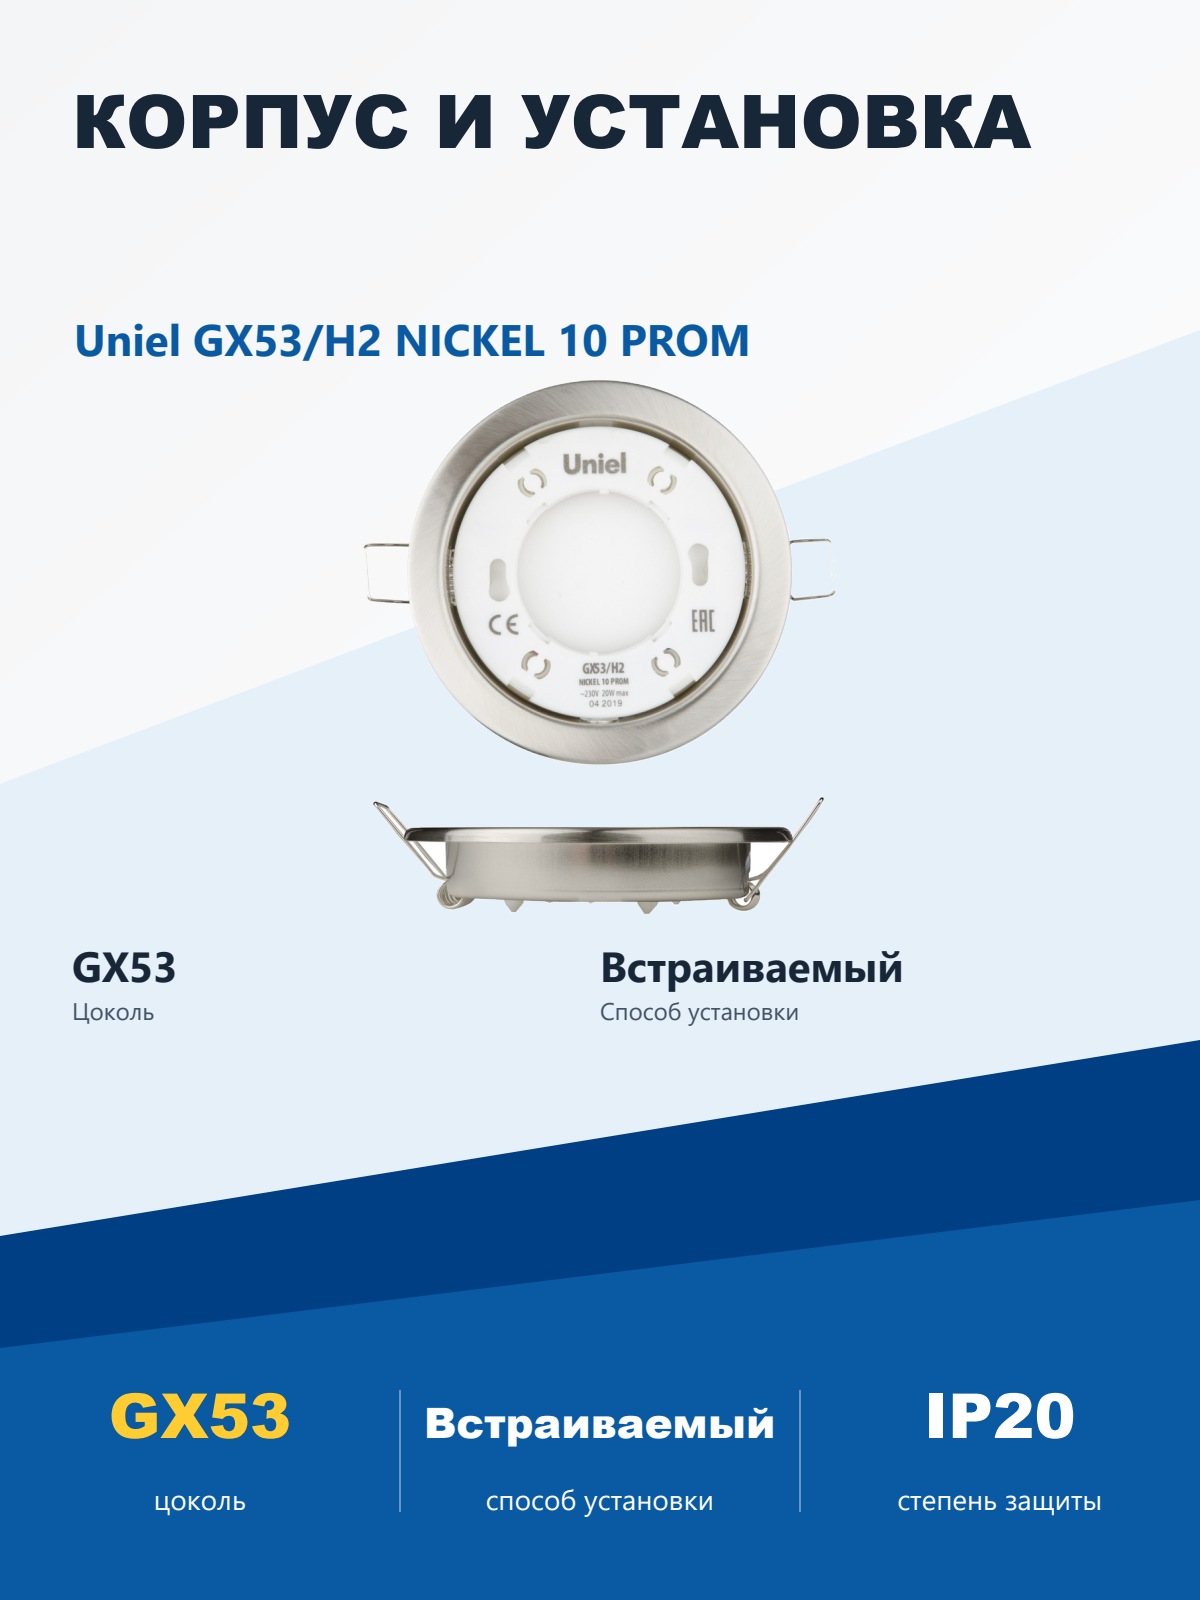 КОРПУС И УСТАНОВКА
Uniel GX53/H2 NICKEL 10 PROM
Uniel
CE
EAC
GX53/H2
NICKEL 10 PROM
~230V 20W max
04 2019
GX53
Цоколь
Встраиваемый
Способ установки
GX53
цоколь
Встраиваемый
способ установки
IP20
степень защиты